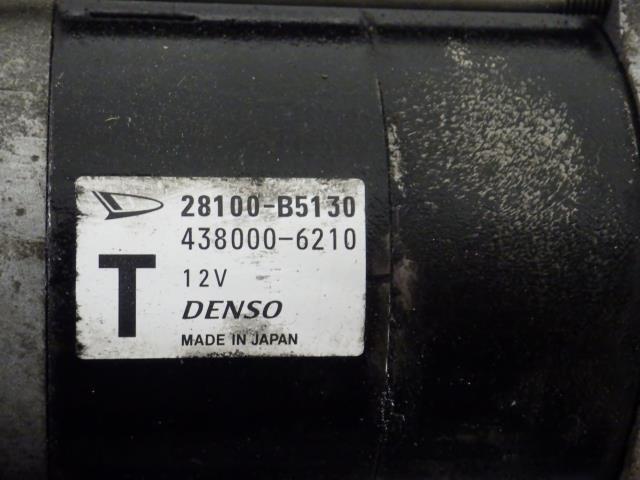 28100-B5130
438000-6210
T
12V
DENSO
MADE IN JAPAN